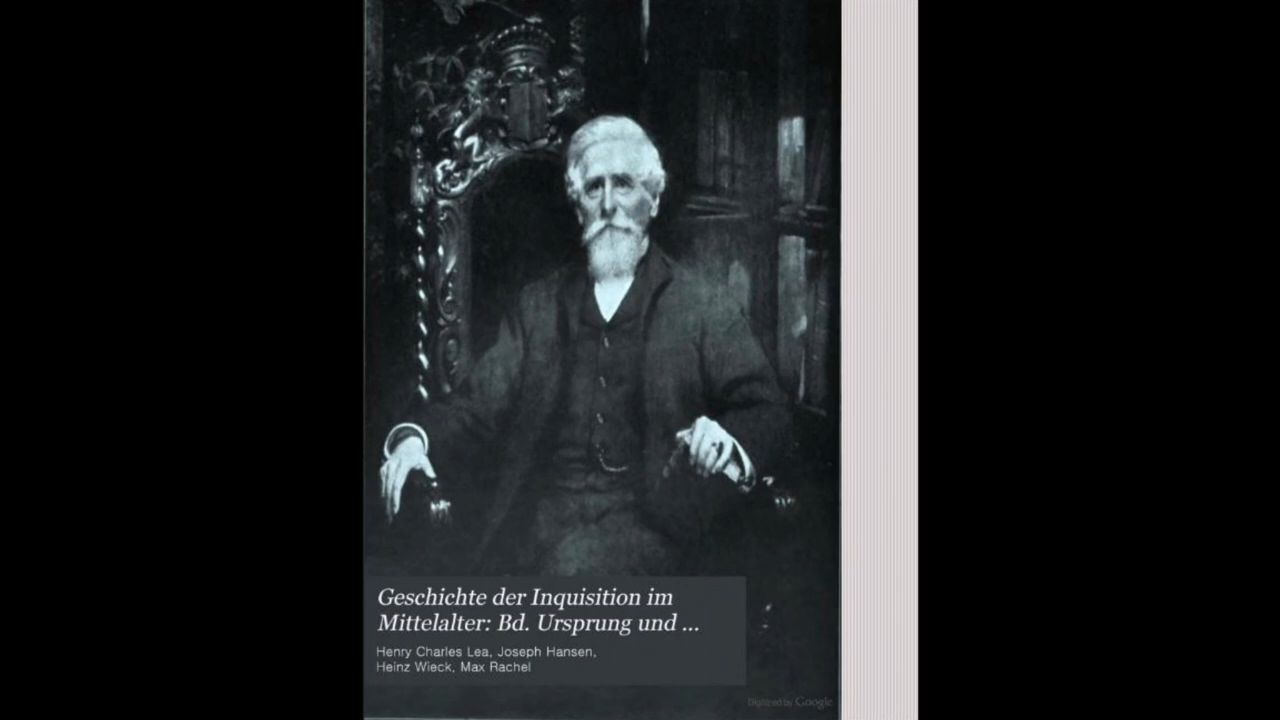 Geschichte der Inquisition im
Mittelalter: Bd. Ursprung und ...
Henry Charles Lea, Joseph Hansen,
Heinz Wieck, Max Rachel
Digitized by Google